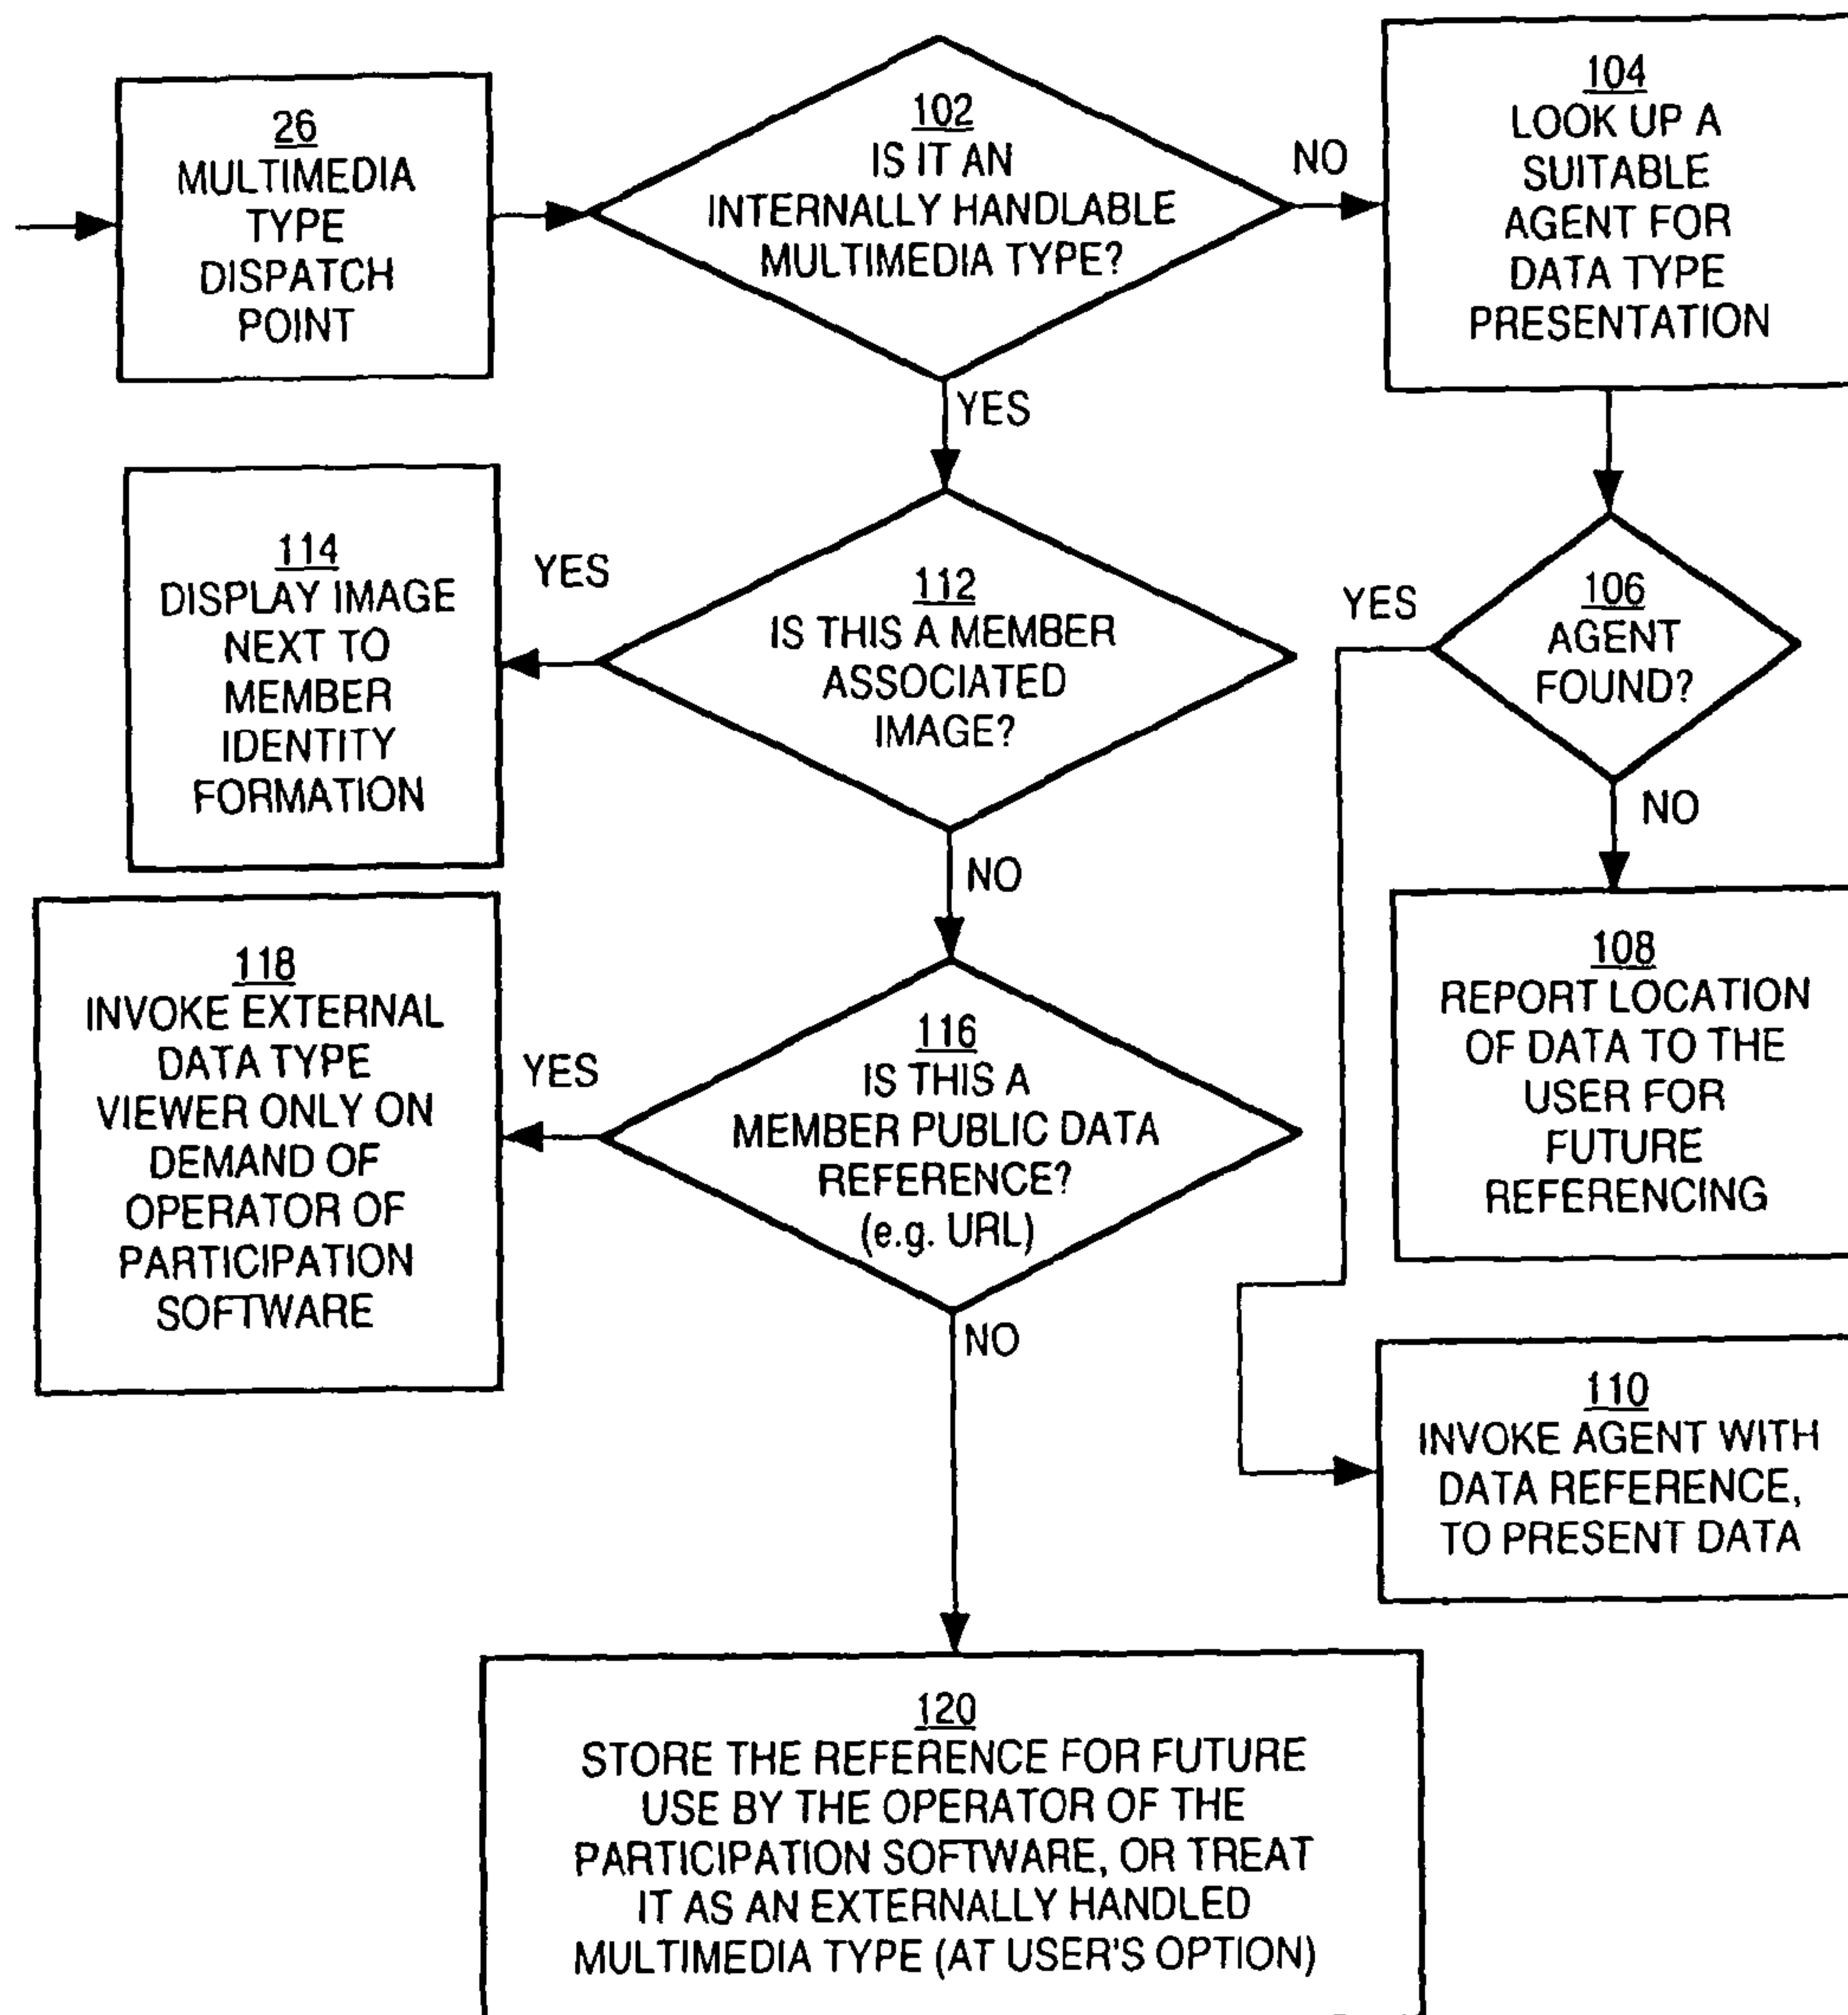 26
MULTIMEDIA
TYPE
DISPATCH
POINT
102
IS IT AN
INTERNALLY HANDLABLE
MULTIMEDIA TYPE?
NO
104
LOOK UP A
SUITABLE
AGENT FOR
DATA TYPE
PRESENTATION
YES
114
DISPLAY IMAGE
NEXT TO
MEMBER
IDENTITY
FORMATION
YES
112
IS THIS A MEMBER
ASSOCIATED
IMAGE?
YES
106
AGENT
FOUND?
NO
NO
118
INVOKE EXTERNAL
DATA TYPE
VIEWER ONLY ON
DEMAND OF
OPERATOR OF
PARTICIPATION
SOFTWARE
YES
116
IS THIS A
MEMBER PUBLIC DATA
REFERENCE?
(e.g. URL)
108
REPORT LOCATION
OF DATA TO THE
USER FOR
FUTURE
REFERENCING
NO
110
INVOKE AGENT WITH
DATA REFERENCE,
TO PRESENT DATA
120
STORE THE REFERENCE FOR FUTURE
USE BY THE OPERATOR OF THE
PARTICIPATION SOFTWARE, OR TREAT
IT AS AN EXTERNALLY HANDLED
MULTIMEDIA TYPE (AT USER'S OPTION)